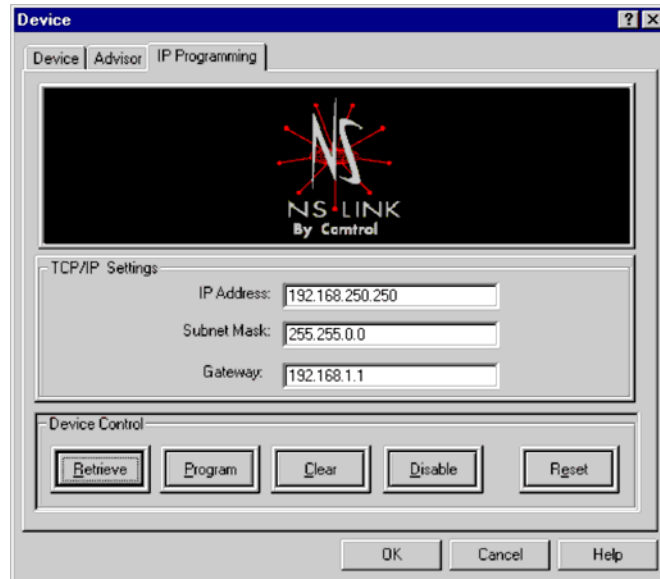 Device
? X
Device Advisor IP Programming
NS
NS LINK
By Comtrol
TCP/IP Settings
IP Address: 192.168.250.250
Subnet Mask: 255.255.0.0
Gateway: 192.168.1.1
Device Control
Retrieve Program Clear Disable Reset
OK Cancel Help